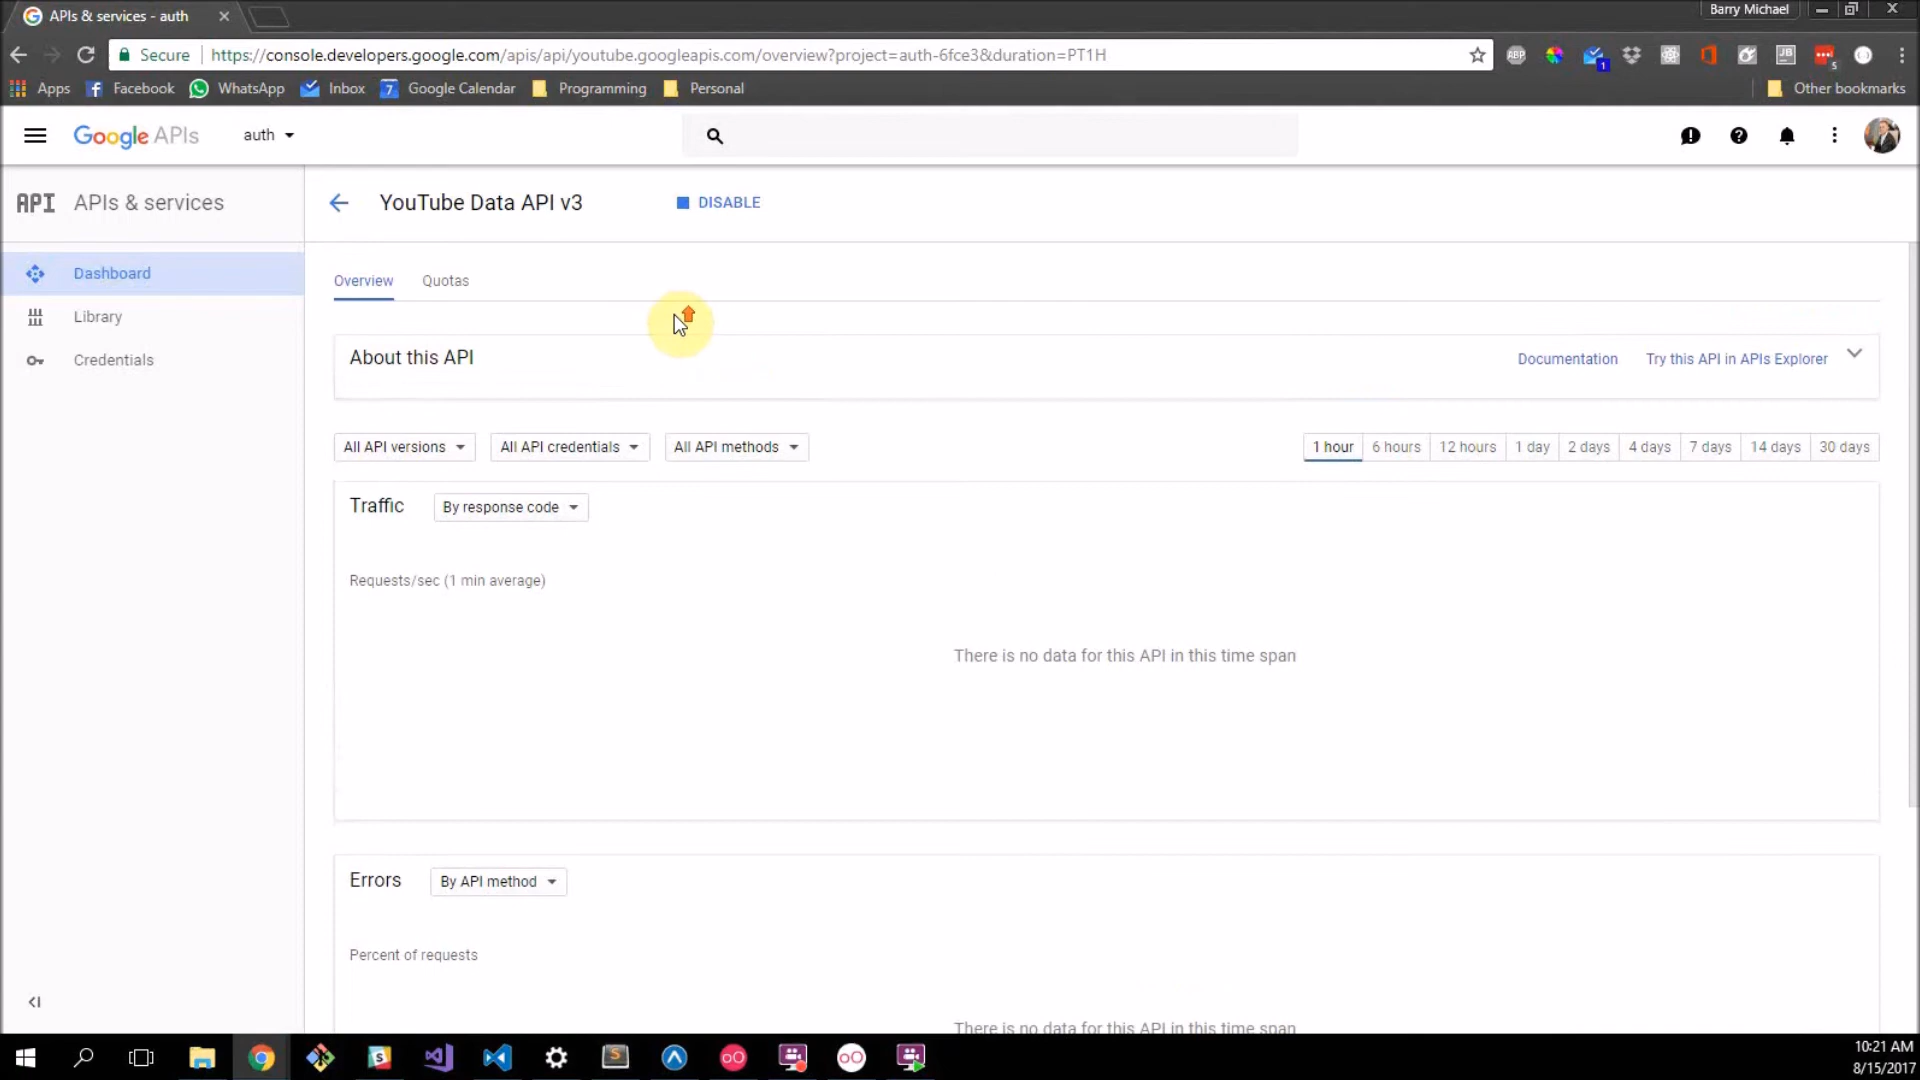 APIs & services - auth
Barry Michael
Secure
https://console.developers.google.com/apis/api/youtube.googleapis.com/overview?project=auth-6fce3&duration=PT1H
ABP
1
JB
5
Apps
Facebook
WhatsApp
Inbox
7
Google Calendar
Programming
Personal
Other bookmarks
Google APIs
auth
API
APIs & services
YouTube Data API v3
DISABLE
Dashboard
Library
Credentials
Overview
Quotas
About this API
Documentation
Try this API in APIs Explorer
All API versions
All API credentials
All API methods
1 hour
6 hours
12 hours
1 day
2 days
4 days
7 days
14 days
30 days
Traffic
By response code
Requests/sec (1 min average)
There is no data for this API in this time span
Errors
By API method
Percent of requests
There is no data for this API in this time span
10:21 AM
8/15/2017